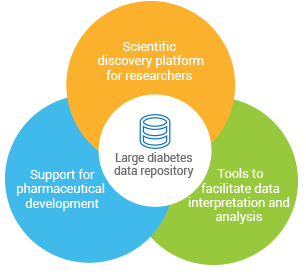 Scientific
discovery platform
for researchers
Large diabetes
data repository
Support for
pharmaceutical
development
Tools to
facilitate data
interpretation and
analysis